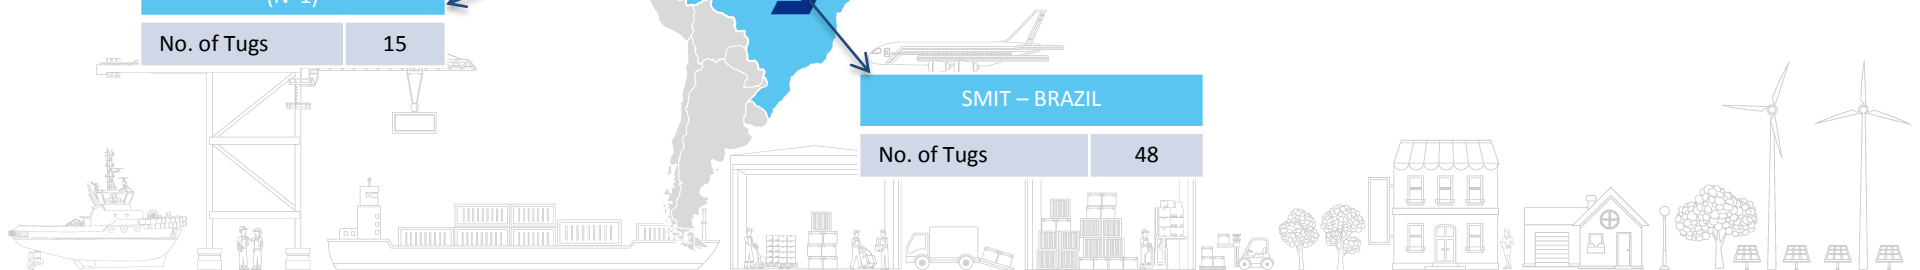 No. of Tugs 15
SMIT – BRAZIL
No. of Tugs 48